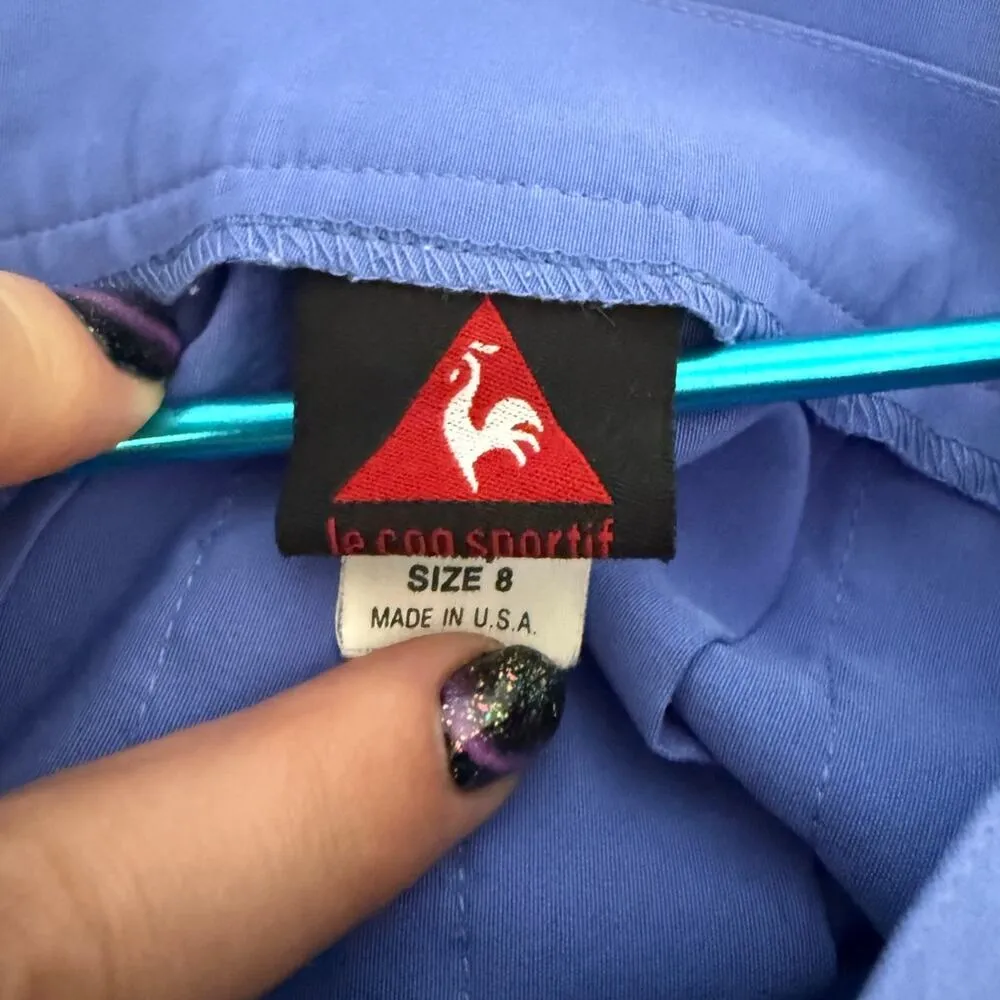 le coq sportif
SIZE 8
MADE IN U.S.A.